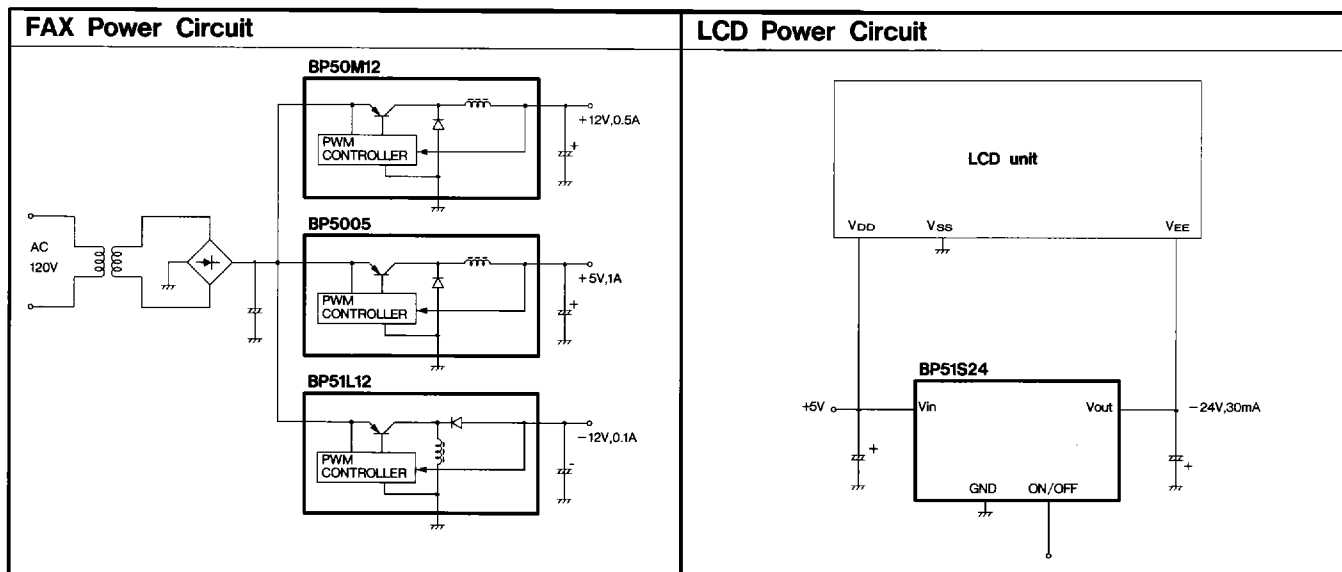 FAX Power Circuit
BP50M12
PWM
CONTROLLER
+12V,0.5A
+
AC
120V
BP5005
PWM
CONTROLLER
+5V,1A
+
BP51L12
PWM
CONTROLLER
−12V,0.1A
-
LCD Power Circuit
LCD unit
VDD
VSS
VEE
BP51S24
+5V
Vin
Vout
−24V,30mA
+
+
GND
ON/OFF